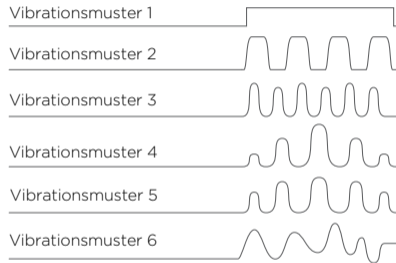 Vibrationsmuster 1
Vibrationsmuster 2
Vibrationsmuster 3
Vibrationsmuster 4
Vibrationsmuster 5
Vibrationsmuster 6